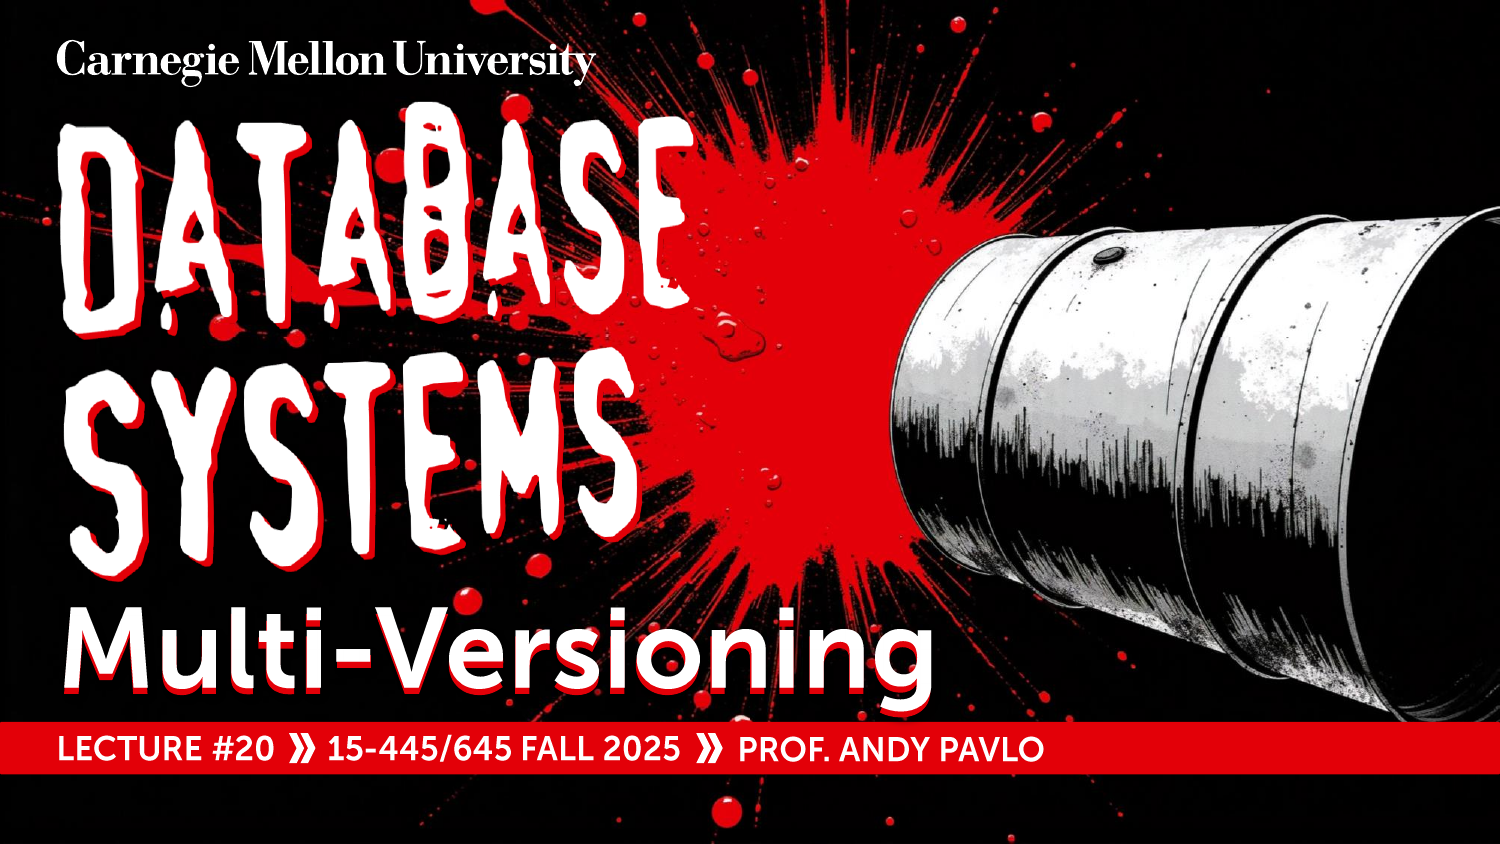 Carnegie Mellon University
DATABASE
SYSTEMS
Multi-Versioning
LECTURE #20 » 15-445/645 FALL 2025 » PROF. ANDY PAVLO